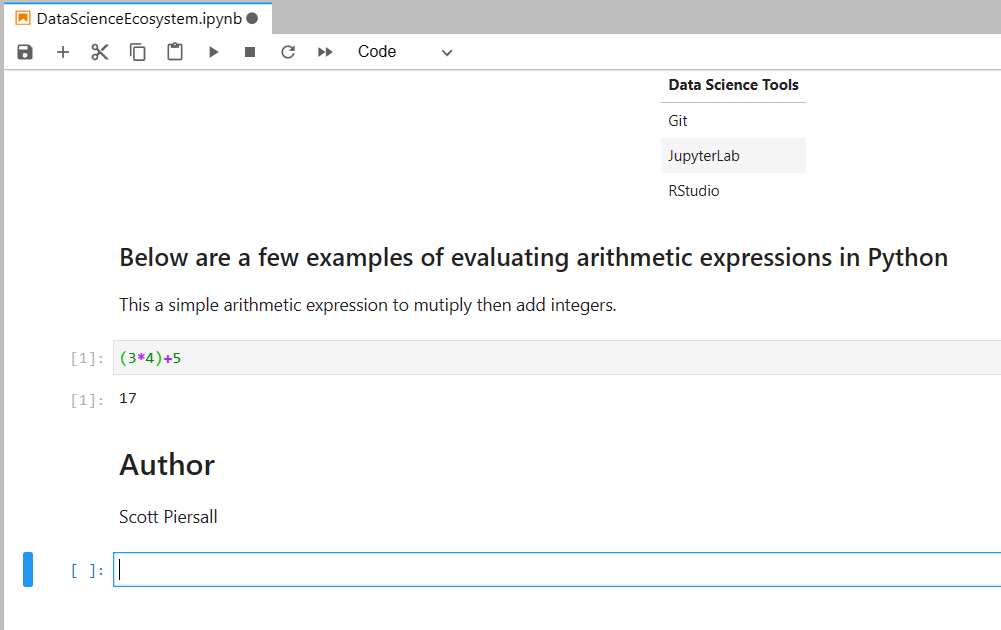 DataScienceEcosystem.ipynb
Code
Data Science Tools
Git
JupyterLab
RStudio
Below are a few examples of evaluating arithmetic expressions in Python
This a simple arithmetic expression to mutiply then add integers.
[1]: (3*4)+5
[1]: 17
Author
Scott Piersall
[ ]: